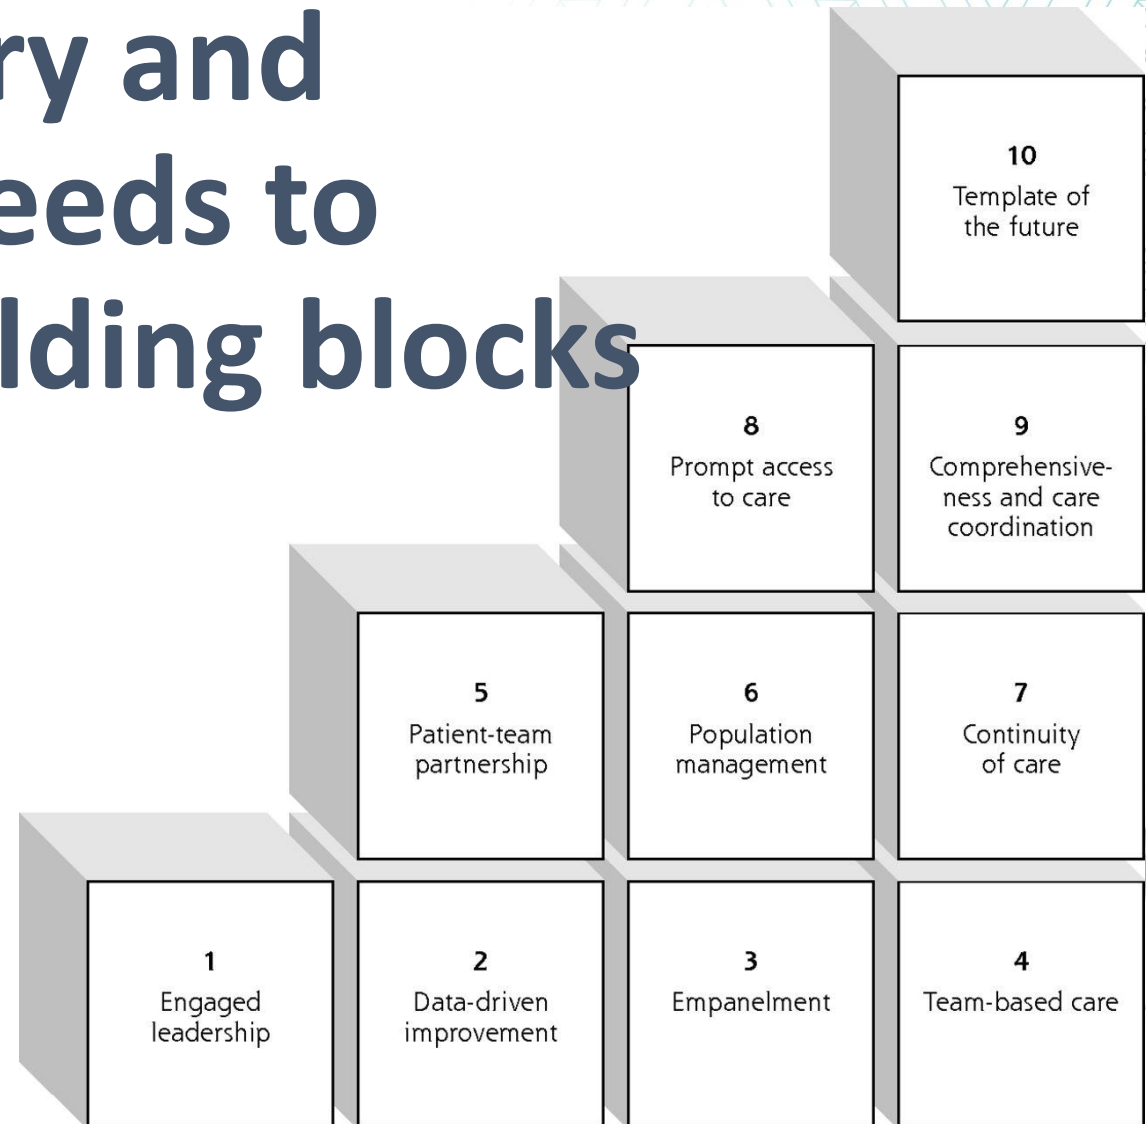 ry and
eeds to
lding blocks
10
Template of
the future
8
Prompt access
to care
9
Comprehensive-
ness and care
coordination
5
Patient-team
partnership
6
Population
management
7
Continuity
of care
1
Engaged
leadership
2
Data-driven
improvement
3
Empanelment
4
Team-based care